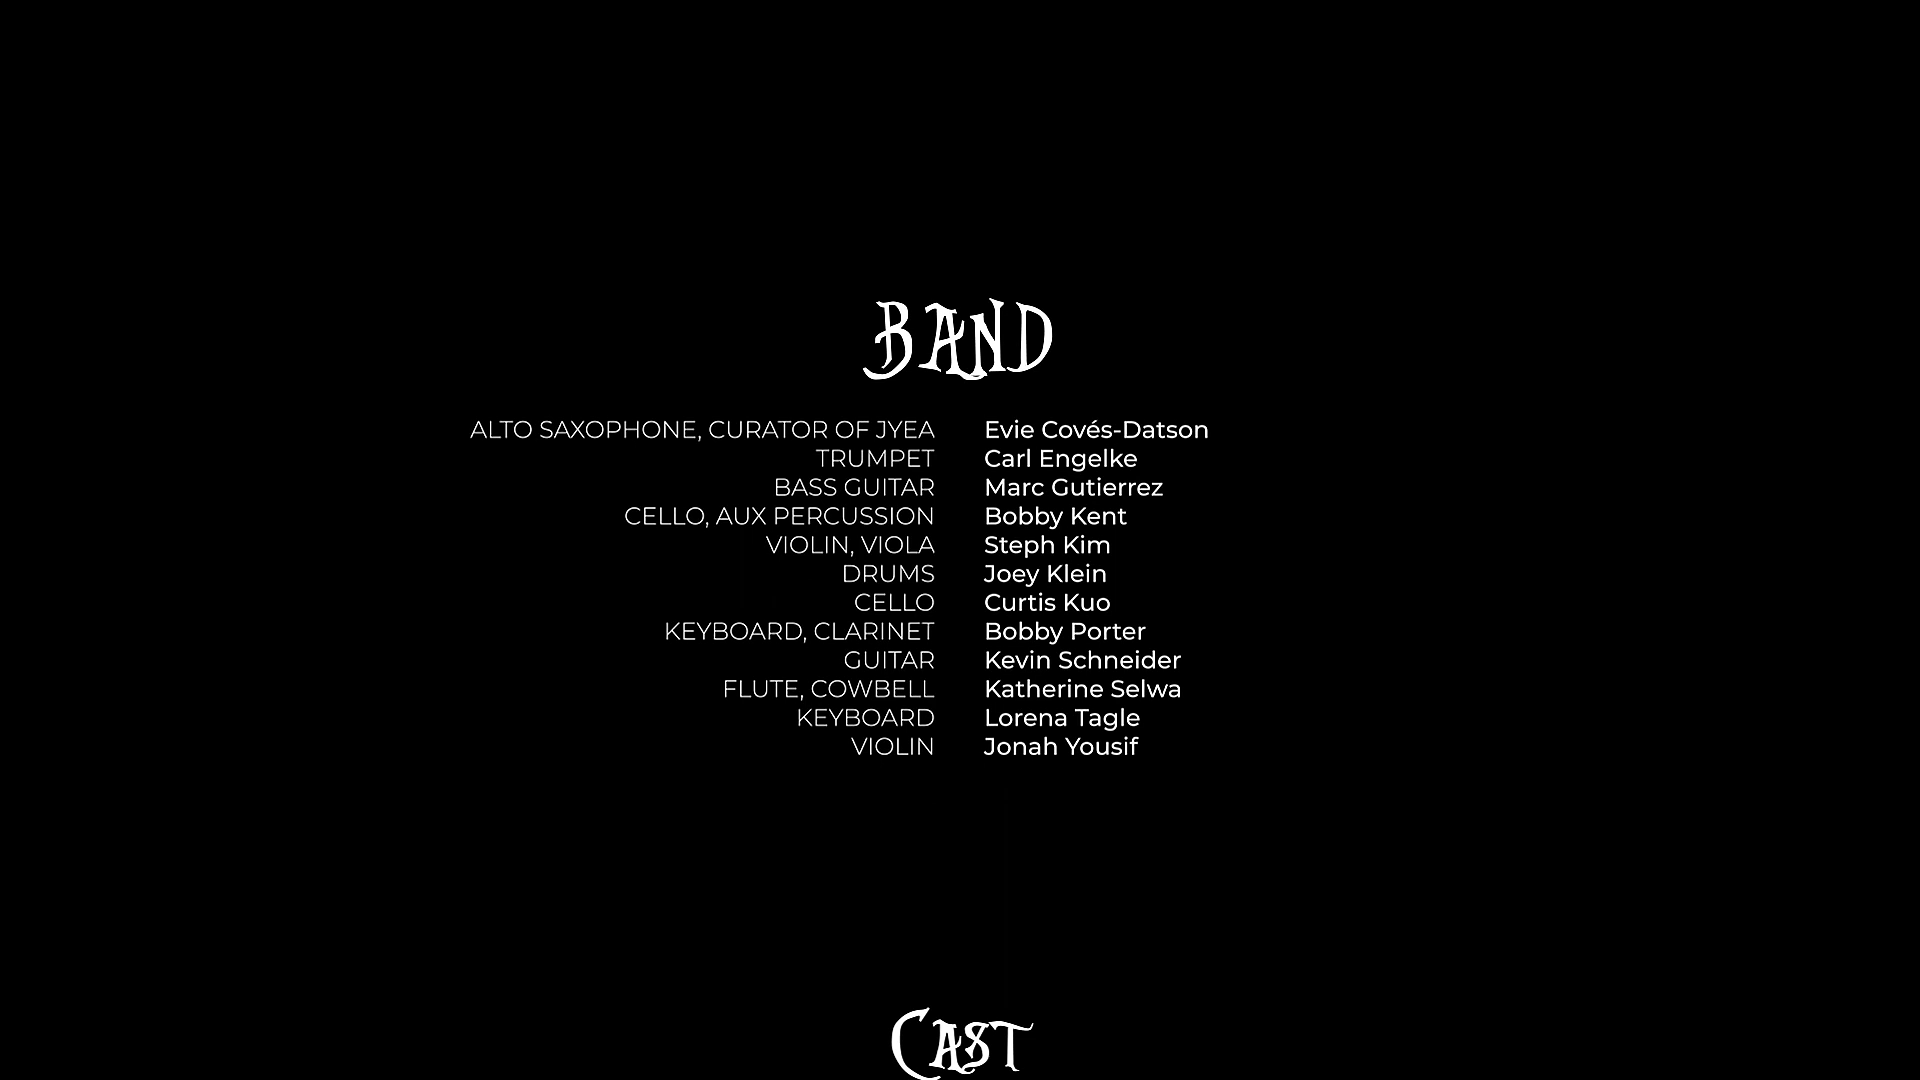 BAND
ALTO SAXOPHONE, CURATOR OF JYEA Evie Covés-Datson
TRUMPET Carl Engelke
BASS GUITAR Marc Gutierrez
CELLO, AUX PERCUSSION Bobby Kent
VIOLIN, VIOLA Steph Kim
DRUMS Joey Klein
CELLO Curtis Kuo
KEYBOARD, CLARINET Bobby Porter
GUITAR Kevin Schneider
FLUTE, COWBELL Katherine Selwa
KEYBOARD Lorena Tagle
VIOLIN Jonah Yousif
CAST